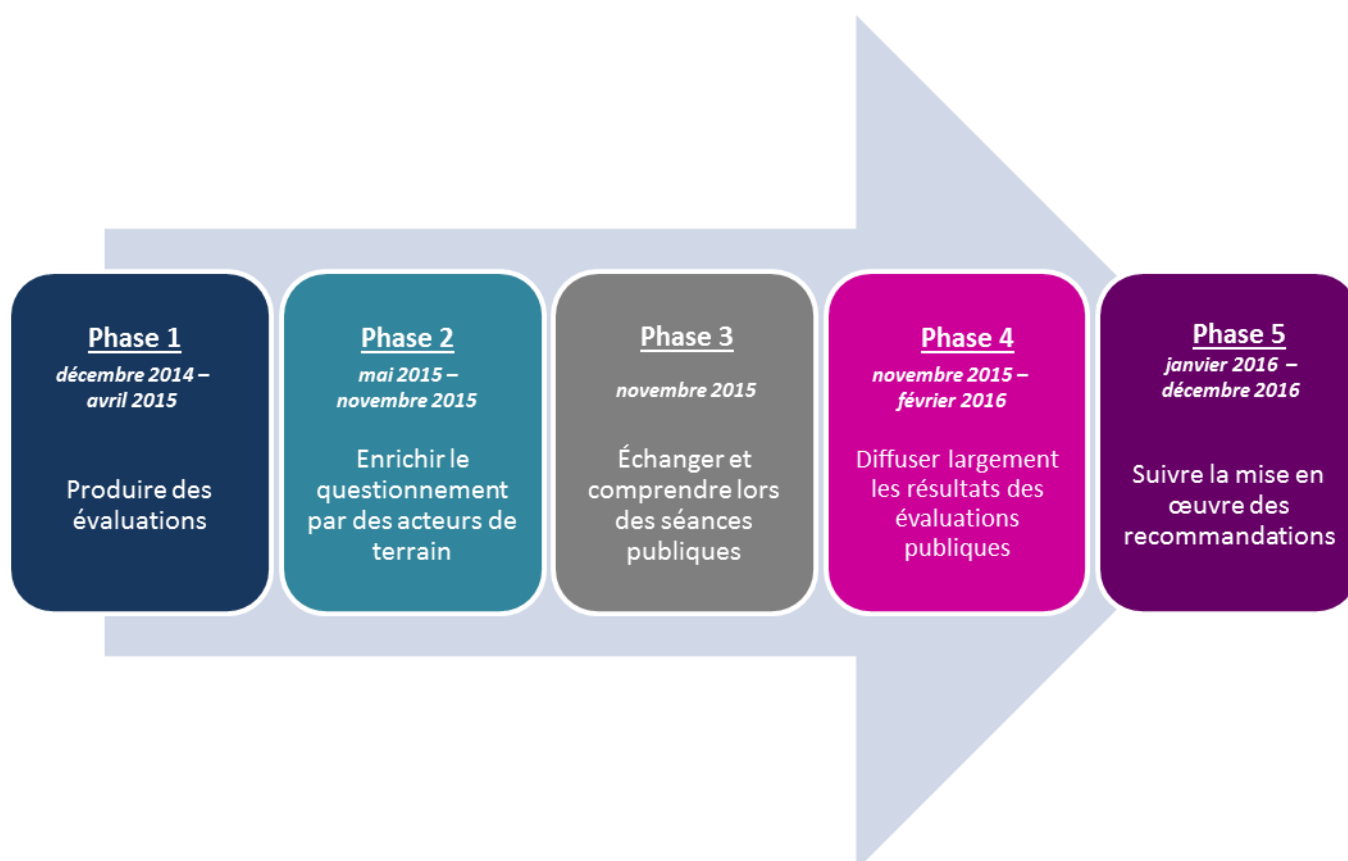 Phase 1
décembre 2014 –
avril 2015
Produire des
évaluations
Phase 2
mai 2015 –
novembre 2015
Enrichir le
questionnement
par des acteurs de
terrain
Phase 3
novembre 2015
Échanger et
comprendre lors
des séances
publiques
Phase 4
novembre 2015 –
février 2016
Diffuser largement
les résultats des
évaluations
publiques
Phase 5
janvier 2016 –
décembre 2016
Suivre la mise en
œuvre des
recommandations